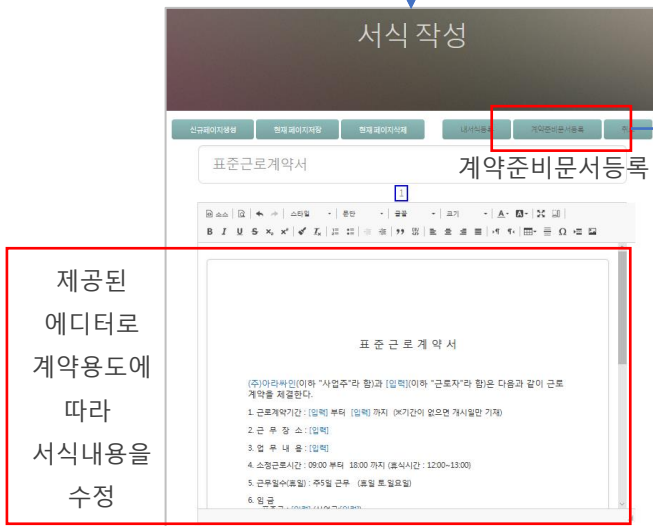 서식 작성
신규페이지생성 현재 페이지저장 현재 페이지삭제 내서식등록 계약준비문서등록
표준근로계약서
계약준비문서등록
1
스타일 문단 글꼴 크기
제공된
에디터로
계약용도에
따라
서식내용을
수정
표 준 근 로 계 약 서
(주)아라싸인(이하 "사업주"라 함)과 [입력](이하 "근로자"라 함)은 다음과 같이 근로
계약을 체결한다.
1. 근로계약기간 : [입력] 부터 [입력] 까지 (※기간이 없으면 개시일만 기재)
2. 근 무 장 소 : [입력]
3. 업 무 내 용 : [입력]
4. 소정근로시간 : 09:00 부터 18:00 까지 (휴식시간 : 12:00~13:00)
5. 근무일수(휴일) : 주5일 근무 (휴일 토.일요일)
6. 임 금